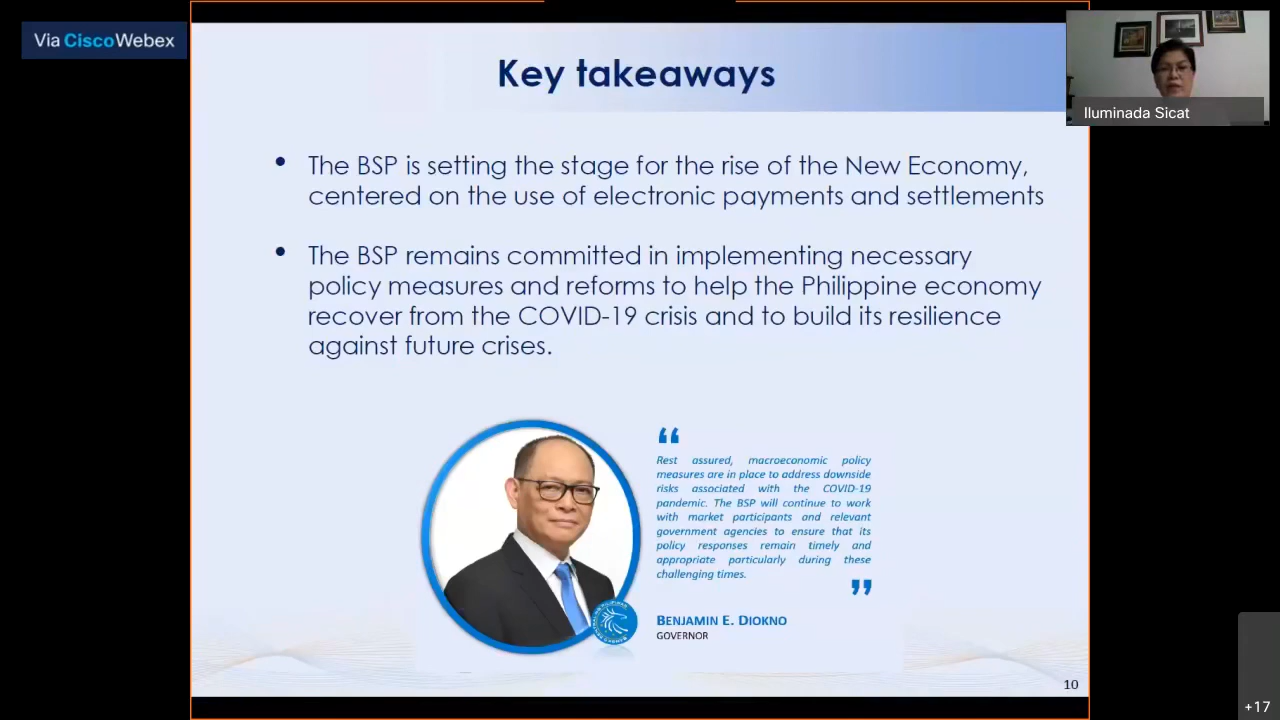 Via CiscoWebex
Key takeaways
Iluminada Sicat
• The BSP is setting the stage for the rise of the New Economy,
centered on the use of electronic payments and settlements
• The BSP remains committed in implementing necessary
policy measures and reforms to help the Philippine economy
recover from the COVID-19 crisis and to build its resilience
against future crises.
“
Rest assured, macroeconomic policy
measures are in place to address downside
risks associated with the COVID-19
pandemic. The BSP will continue to work
with market participants and relevant
government agencies to ensure that its
policy responses remain timely and
appropriate particularly during these
challenging times.
”
BENJAMIN E. DIOKNO
GOVERNOR
10
+17